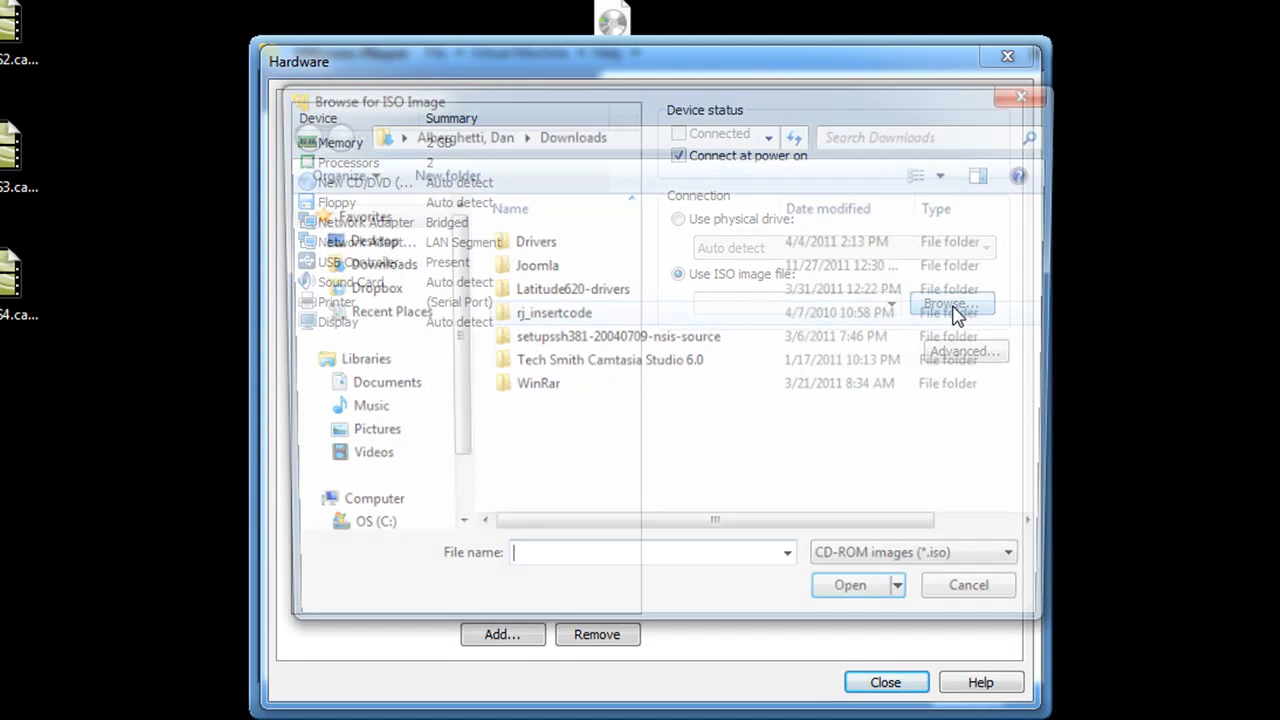 S2.ca...
S3.ca...
S4.ca...
Hardware
Browse for ISO Image
Device Summary
Memory 2 GB
Processors 2
New CD/DVD (... Auto detect
Floppy Auto detect
Network Adapter Bridged
Network Adapt... LAN Segment
USB Controller Present
Sound Card Auto detect
Printer (Serial Port)
Display Auto detect
Device status
Connected
Connect at power on
Connection
Use physical drive:
Auto detect
Use ISO image file:
Browse...
Advanced...
Alberghetti, Dan Downloads
Search Downloads
Organize New folder
Favorites
Desktop
Downloads
Dropbox
Recent Places
Libraries
Documents
Music
Pictures
Videos
Computer
OS (C:)
Name Date modified Type
Drivers 4/4/2011 2:13 PM File folder
Joomla 11/27/2011 12:30 ... File folder
Latitude620-drivers 3/31/2011 12:22 PM File folder
rj_insertcode 4/7/2010 10:58 PM File folder
setupssh381-20040709-nsis-source 3/6/2011 7:46 PM File folder
Tech Smith Camtasia Studio 6.0 1/17/2011 10:13 PM File folder
WinRar 3/21/2011 8:34 AM File folder
File name:
CD-ROM images (*.iso)
Open Cancel
Add... Remove
Close Help